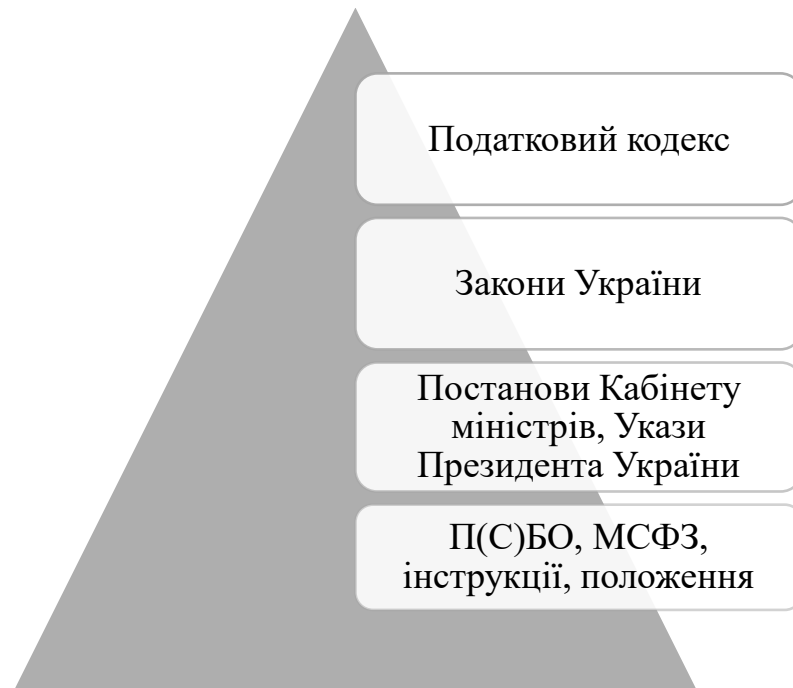 Податковий кодекс
Закони України
Постанови Кабінету
міністрів, Укази
Президента України
П(С)БО, МСФЗ,
інструкції, положення